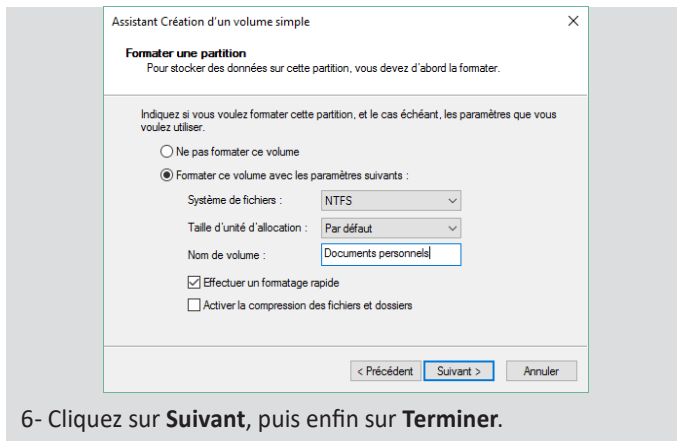 Assistant Création d'un volume simple
Formater une partition
Pour stocker des données sur cette partition, vous devez d'abord la formater.
Indiquez si vous voulez formater cette partition, et le cas échéant, les paramètres que vous
voulez utiliser.
Ne pas formater ce volume
Formater ce volume avec les paramètres suivants :
Système de fichiers : NTFS
Taille d'unité d'allocation : Par défaut
Nom de volume : Documents personnels
Effectuer un formatage rapide
Activer la compression des fichiers et dossiers
< Précédent Suivant > Annuler
6- Cliquez sur Suivant, puis enfin sur Terminer.